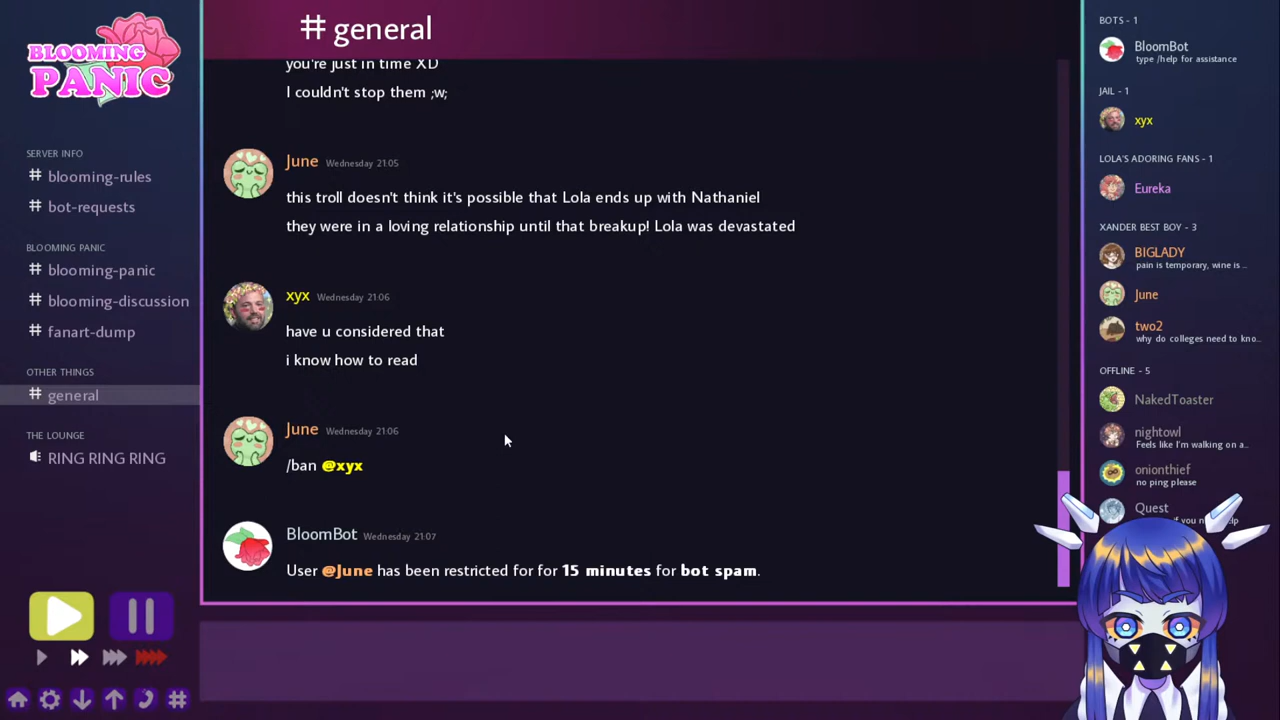 BLOOMING
PANIC
SERVER INFO
# blooming-rules
# bot-requests
BLOOMING PANIC
# blooming-panic
# blooming-discussion
# fanart-dump
OTHER THINGS
# general
THE LOUNGE
RING RING RING
# general
you're just in time XD
I couldn't stop them ;w;
June Wednesday 21:05
this troll doesn't think it's possible that Lola ends up with Nathaniel
they were in a loving relationship until that breakup! Lola was devastated
xyx Wednesday 21:06
have u considered that
i know how to read
June Wednesday 21:06
/ban @xyx
BloomBot Wednesday 21:07
User @June has been restricted for for 15 minutes for bot spam.
BOTS - 1
BloomBot
type /help for assistance
JAIL - 1
xyx
LOLA'S ADORING FANS - 1
Eureka
XANDER BEST BOY - 3
BIGLADY
pain is temporary, wine is ...
June
two2
why do colleges need to kno...
OFFLINE - 5
NakedToaster
nightowl
Feels like I'm walking on a...
onionthief
no ping please
Quest
if you n lp